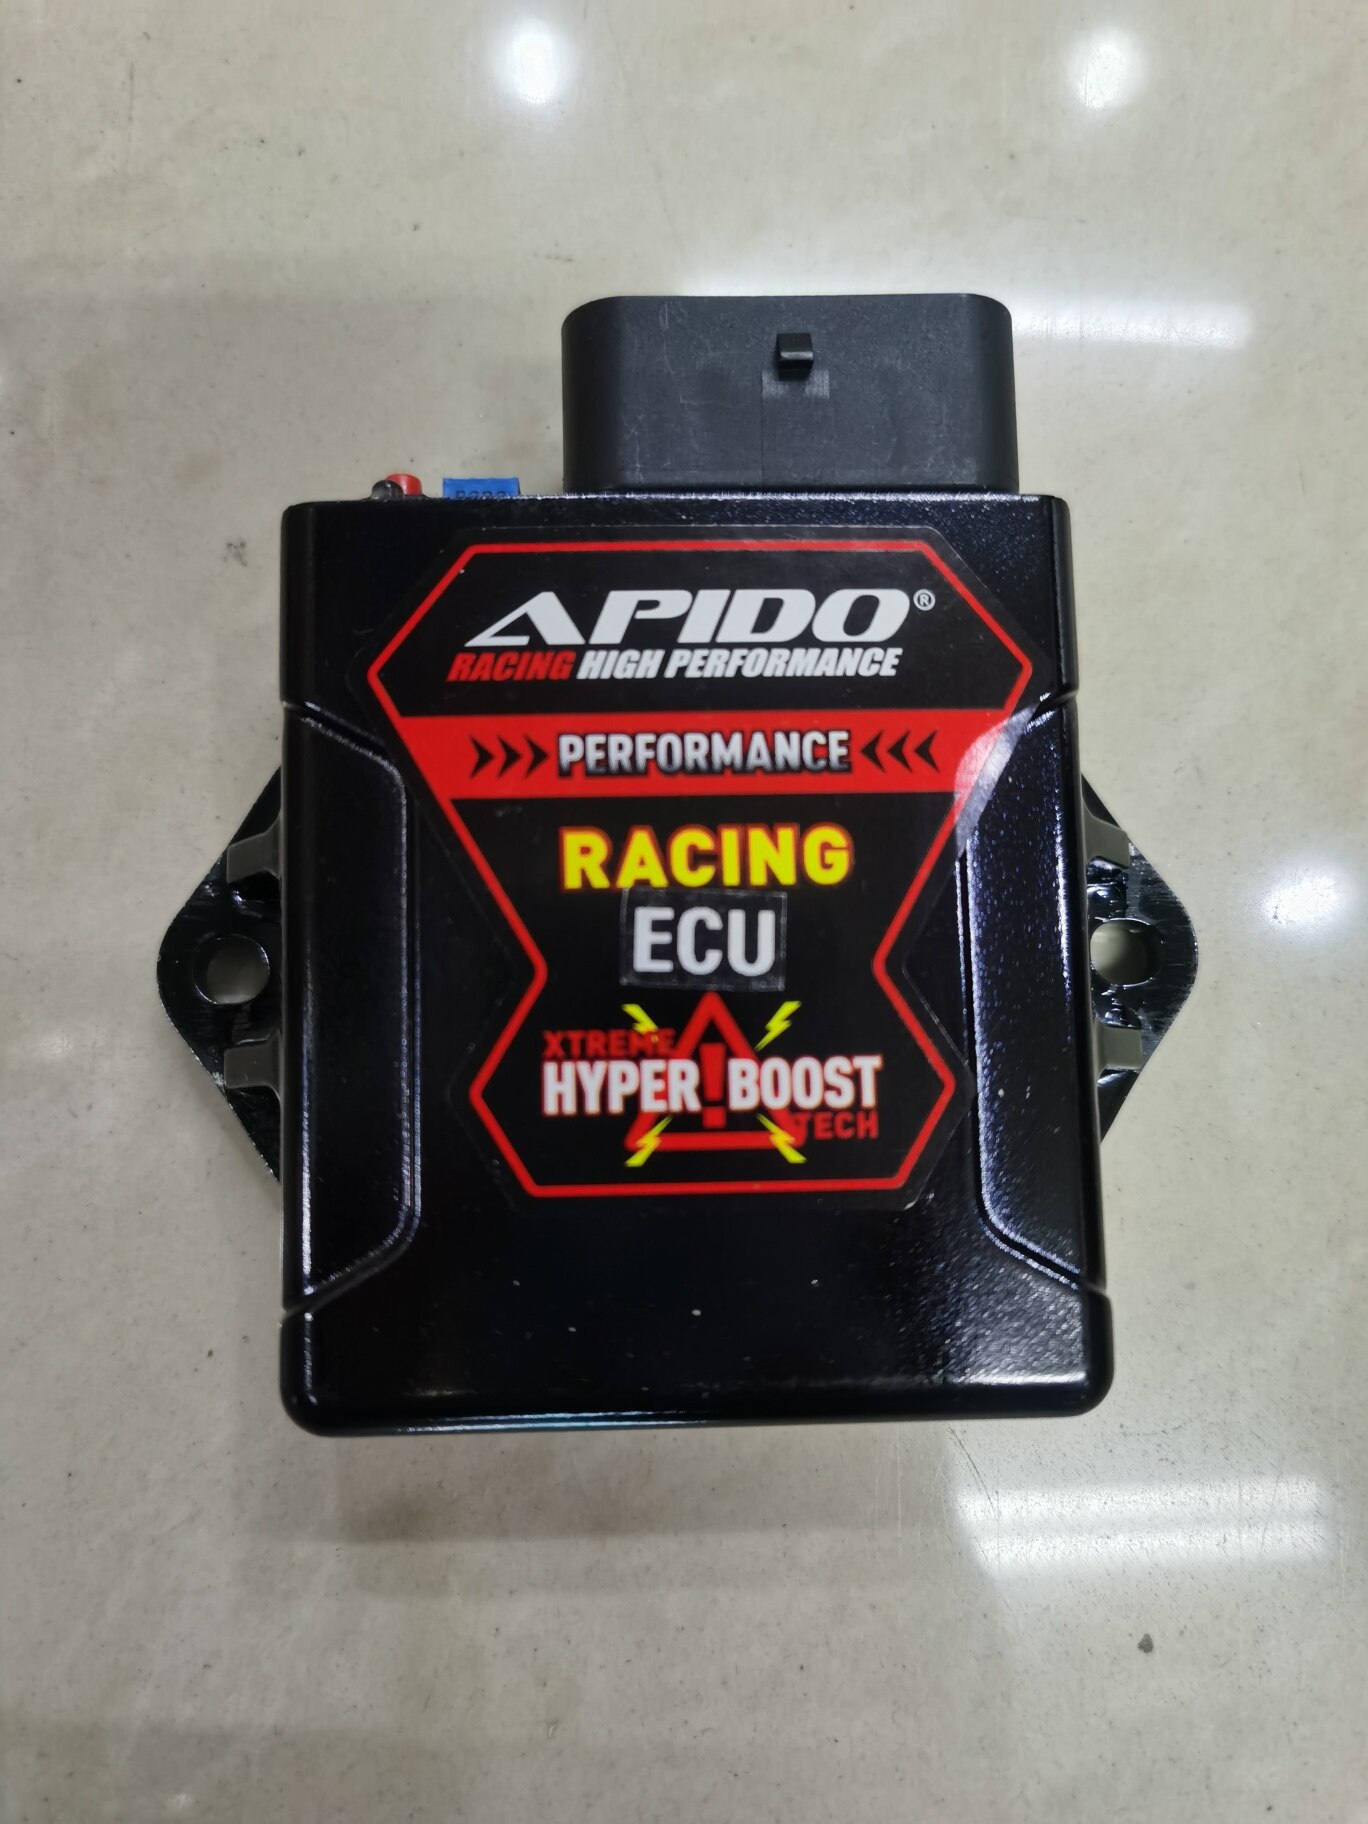 APIDO®
RACING HIGH PERFORMANCE
PERFORMANCE
RACING
ECU
XTREME
HYPER!BOOST
TECH